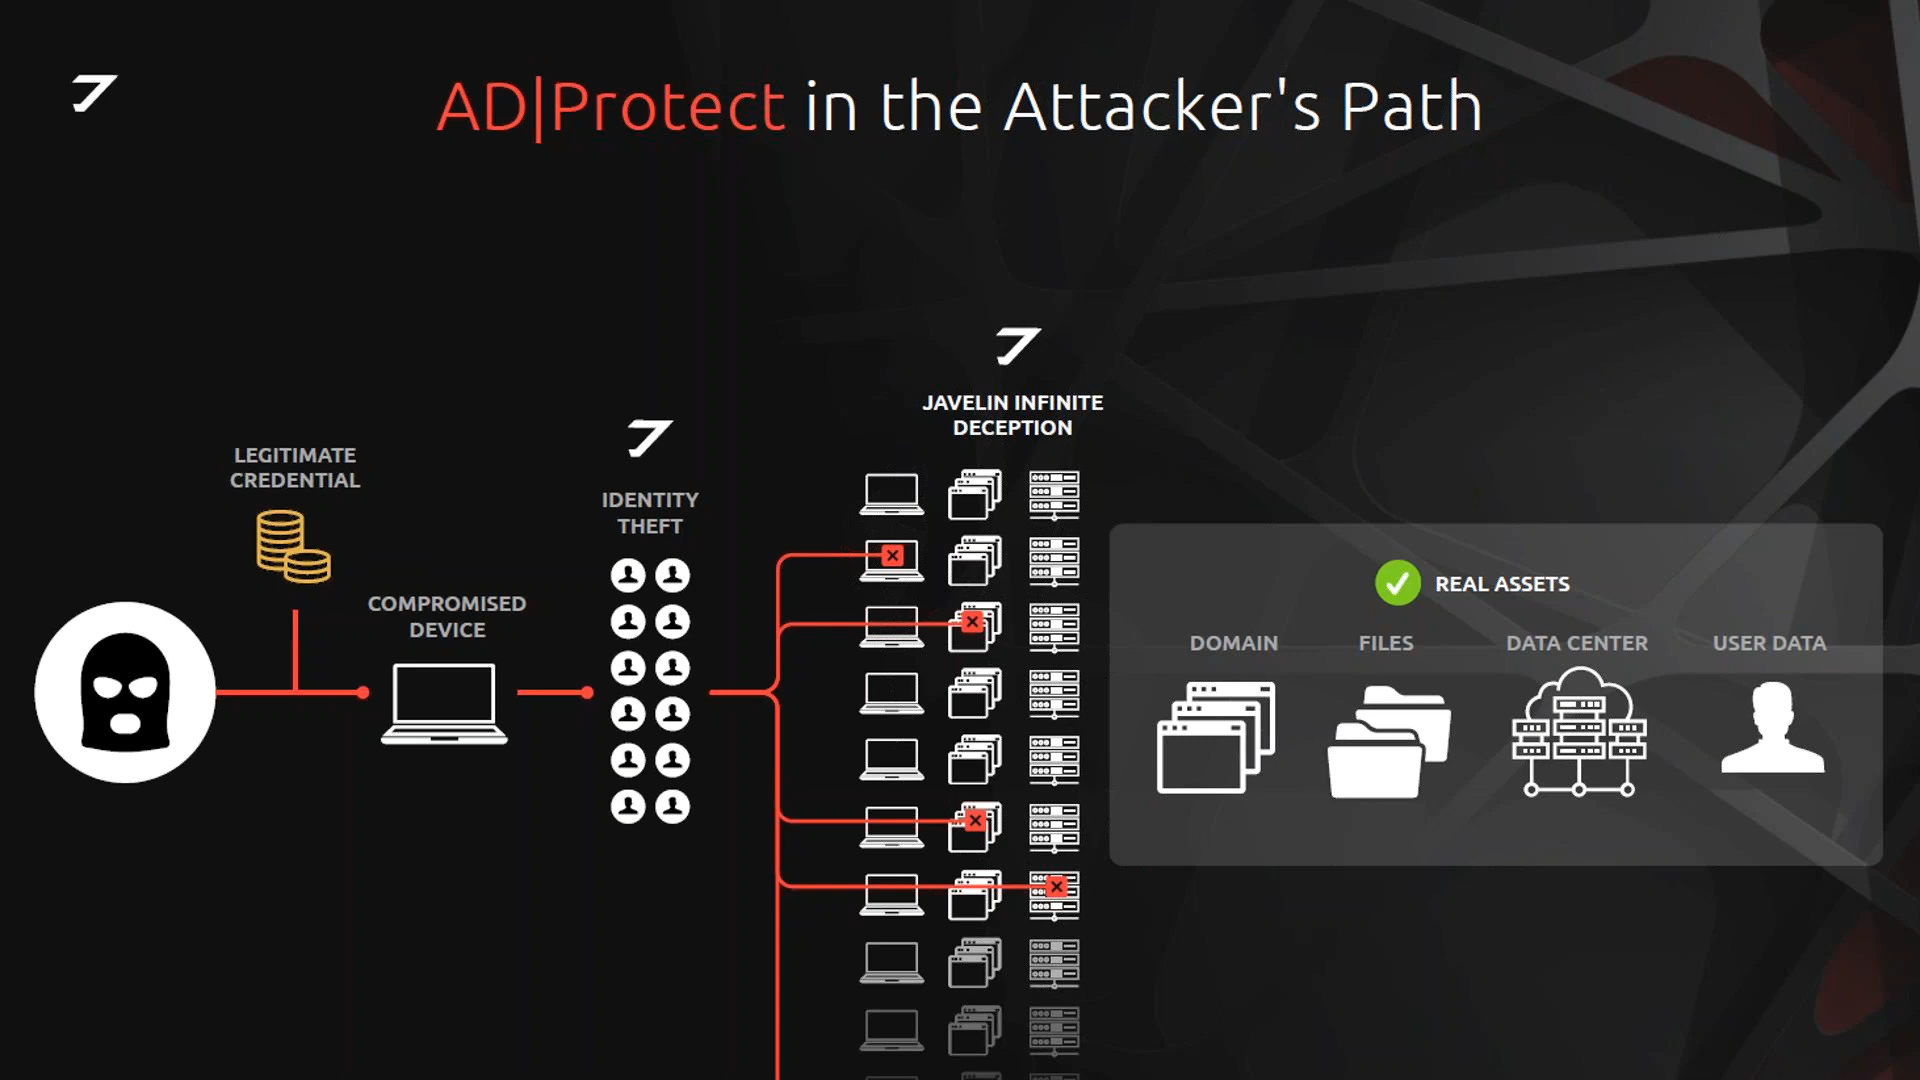 AD|Protect in the Attacker's Path
JAVELIN INFINITE
DECEPTION
LEGITIMATE
CREDENTIAL
IDENTITY
THEFT
COMPROMISED
DEVICE
REAL ASSETS
DOMAIN
FILES
DATA CENTER
USER DATA